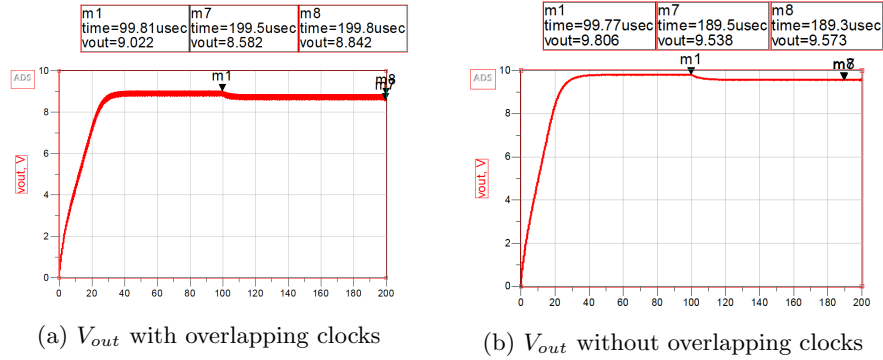 m1 m7 m8
time=99.81usec time=199.5usec time=199.8usec
vout=9.022 vout=8.582 vout=8.842
ADS
m1
m8
10
8
6
4
2
0
vout, V
0 20 40 60 80 100 120 140 160 180 200
(a) Vout with overlapping clocks
m1 m7 m8
time=99.77usec time=189.5usec time=189.3usec
vout=9.806 vout=9.538 vout=9.573
ADS
m1
10
8
6
4
2
0
vout, V
0 20 40 60 80 100 120 140 160 180 200
(b) Vout without overlapping clocks